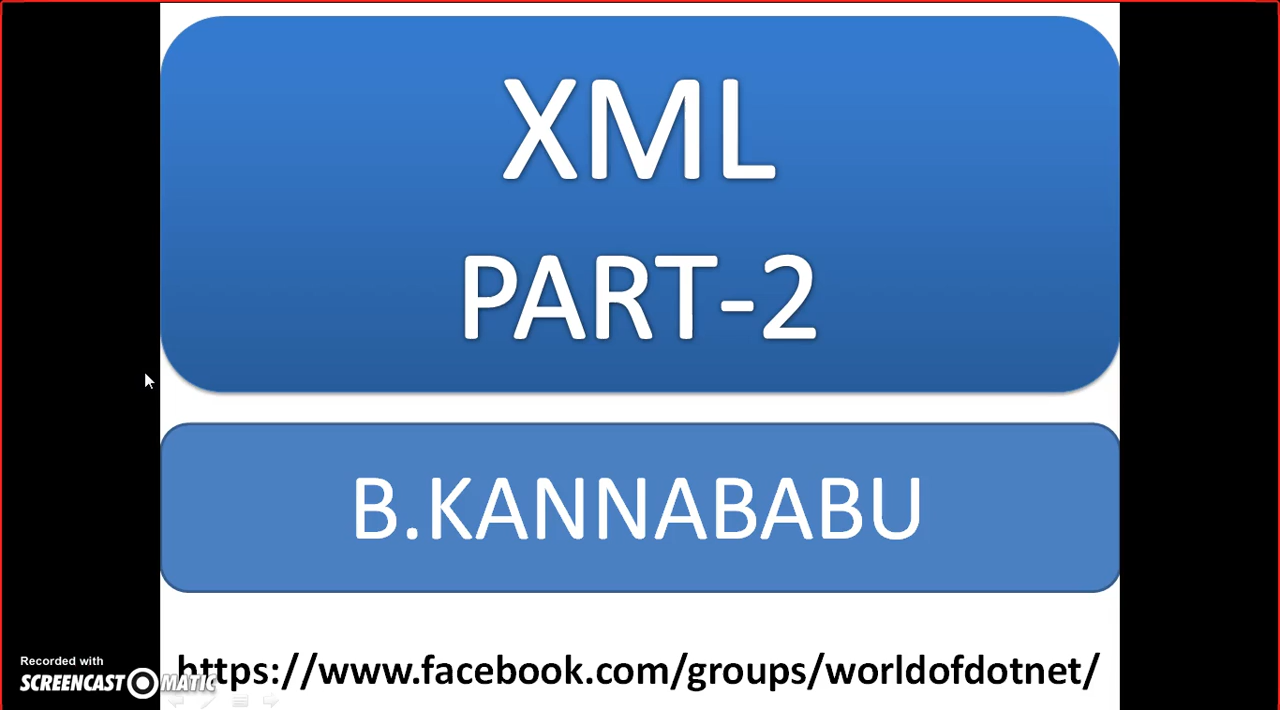 XML
PART-2
B.KANNABABU
https://www.facebook.com/groups/worldofdotnet/
Recorded with
SCREENCAST-O-MATIC